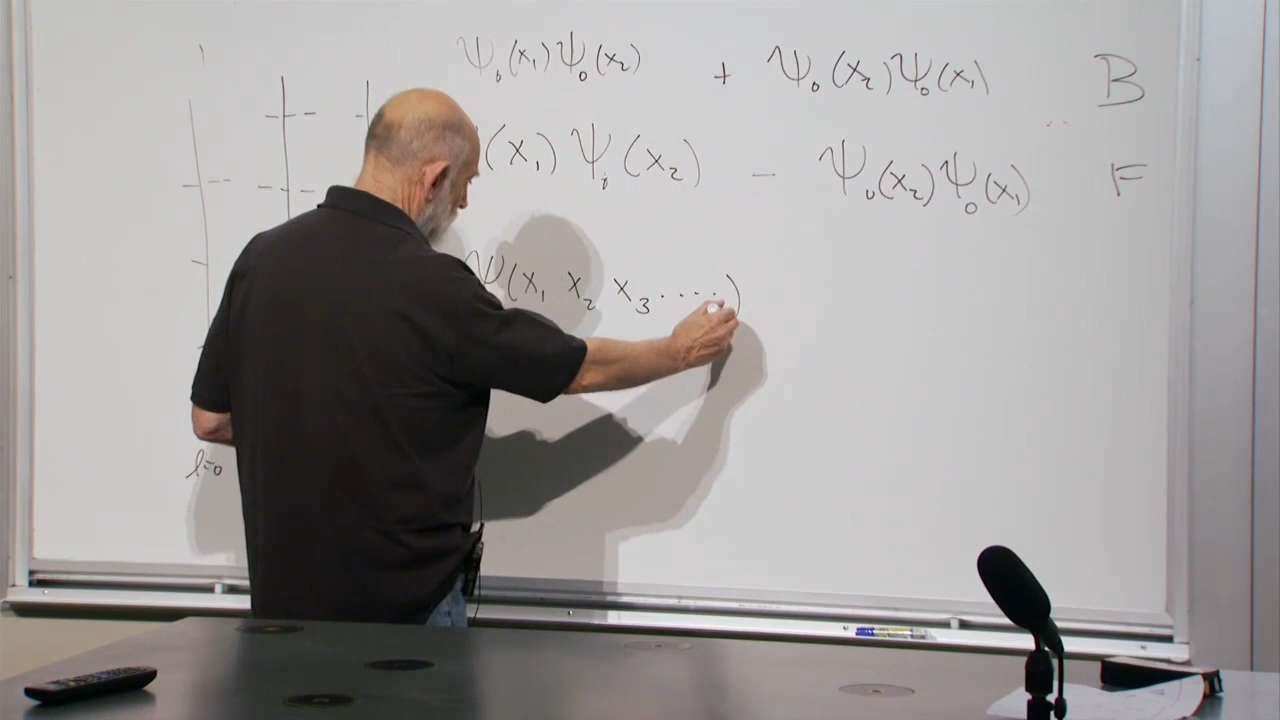 ψ₀(x₁)ψ₀(x₂) + ψ₀(x₂)ψ₀(x₁) B
(x₁)ψ₀(x₂) − ψ₀(x₂)ψ₀(x₁) F
ψ(x₁ x₂ x₃ ....)
l=0